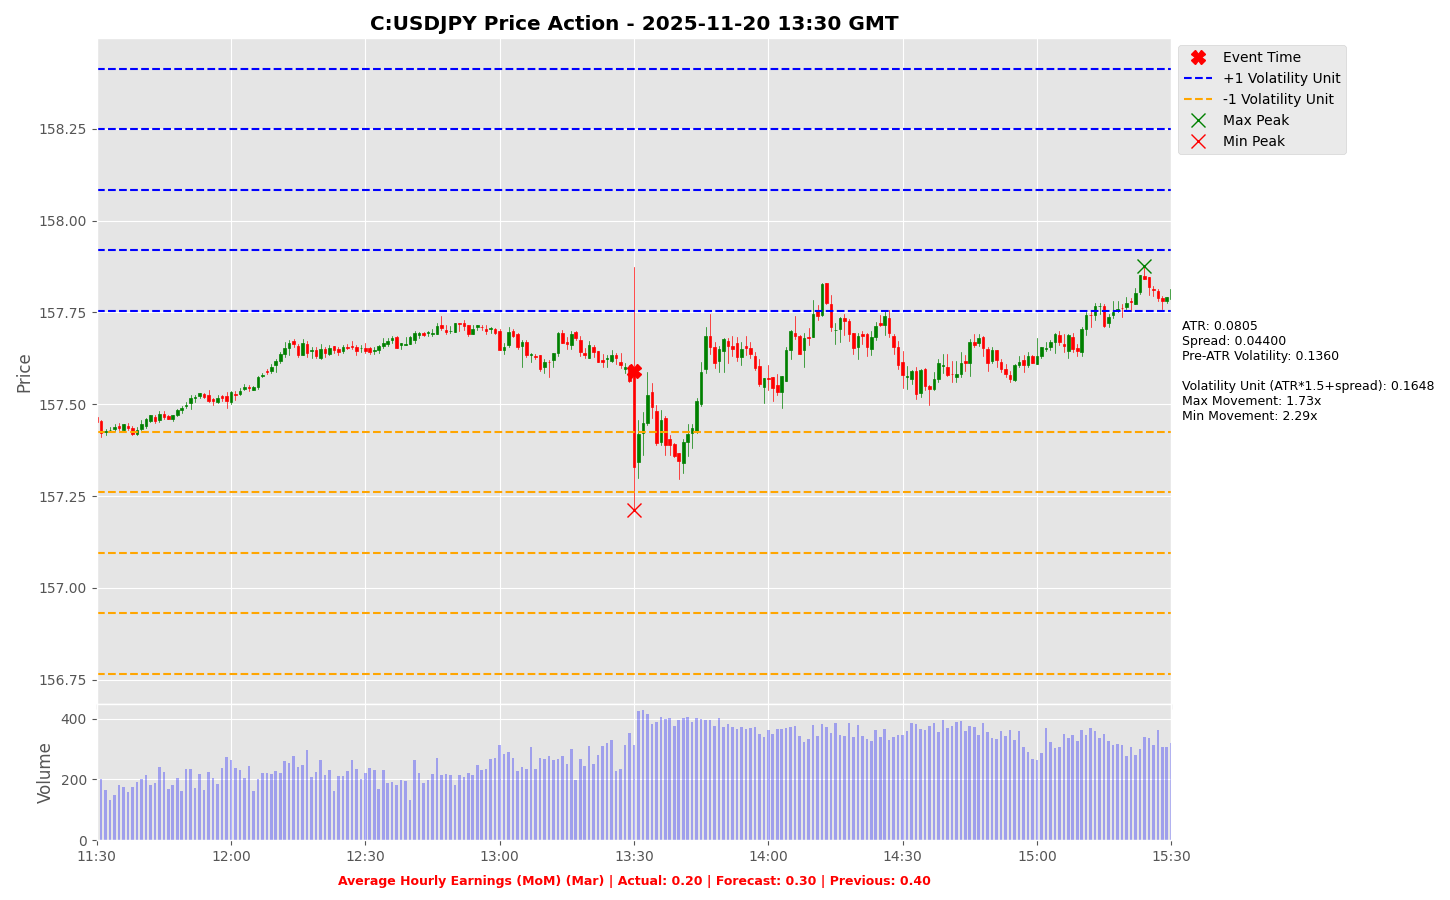 C:USDJPY Price Action - 2025-11-20 13:30 GMT
Event Time
+1 Volatility Unit
-1 Volatility Unit
Max Peak
Min Peak
Price
158.25
158.00
157.75
157.50
157.25
157.00
156.75
ATR: 0.0805
Spread: 0.04400
Pre-ATR Volatility: 0.1360
Volatility Unit (ATR*1.5+spread): 0.1648
Max Movement: 1.73x
Min Movement: 2.29x
Volume
400
200
0
11:30 12:00 12:30 13:00 13:30 14:00 14:30 15:00 15:30
Average Hourly Earnings (MoM) (Mar) | Actual: 0.20 | Forecast: 0.30 | Previous: 0.40